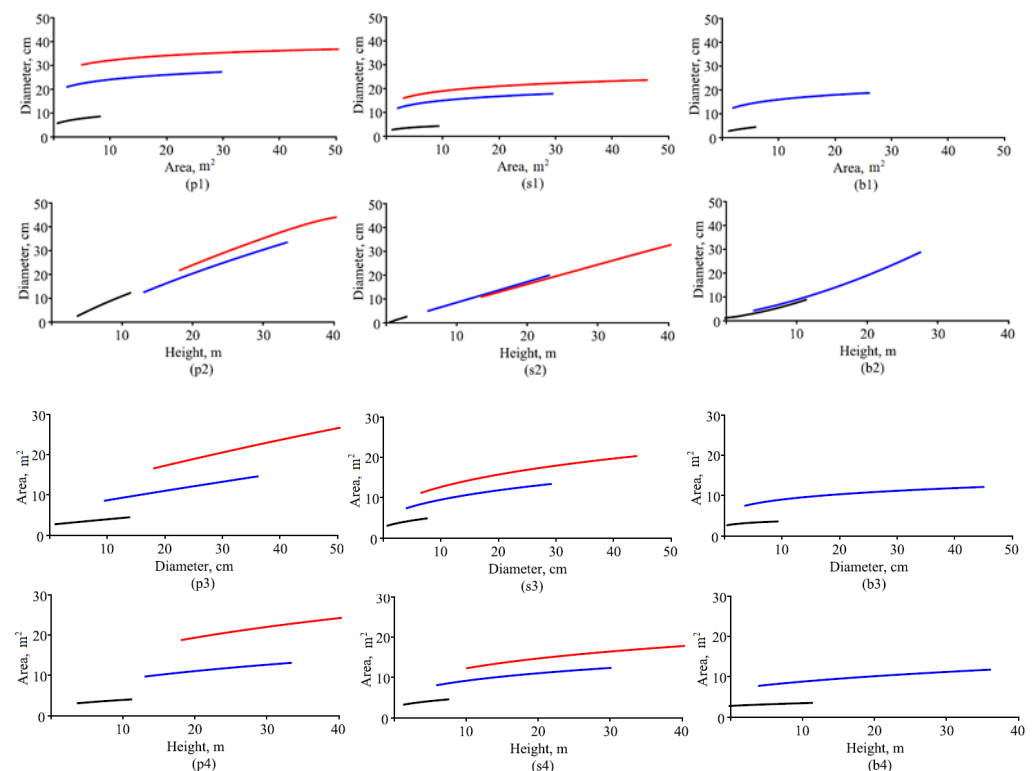 50 50 50
40 40 40
30 30 30
20 20 20
10 10 10
0 0 0
Diameter, cm Diameter, cm Diameter, cm
10 20 30 40 50 10 20 30 40 50 10 20 30 40 50
Area, m² Area, m² Area, m²
(p1) (s1) (b1)
50 50 50
40 40 40
30 30 30
20 20 20
10 10 10
0 0 0
Diameter, cm Diameter, cm Diameter, cm
10 20 30 40 10 20 30 40 10 20 30 40
Height, m Height, m Height, m
(p2) (s2) (b2)
30 30 30
20 20 20
10 10 10
0 0 0
Area, m² Area, m² Area, m²
10 20 30 40 50 10 20 30 40 50 10 20 30 40 50
Diameter, cm Diameter, cm Diameter, cm
(p3) (s3) (b3)
30 30 30
20 20 20
10 10 10
0 0 0
Area, m² Area, m² Area, m²
10 20 30 40 10 20 30 40 10 20 30 40
Height, m Height, m Height, m
(p4) (s4) (b4)